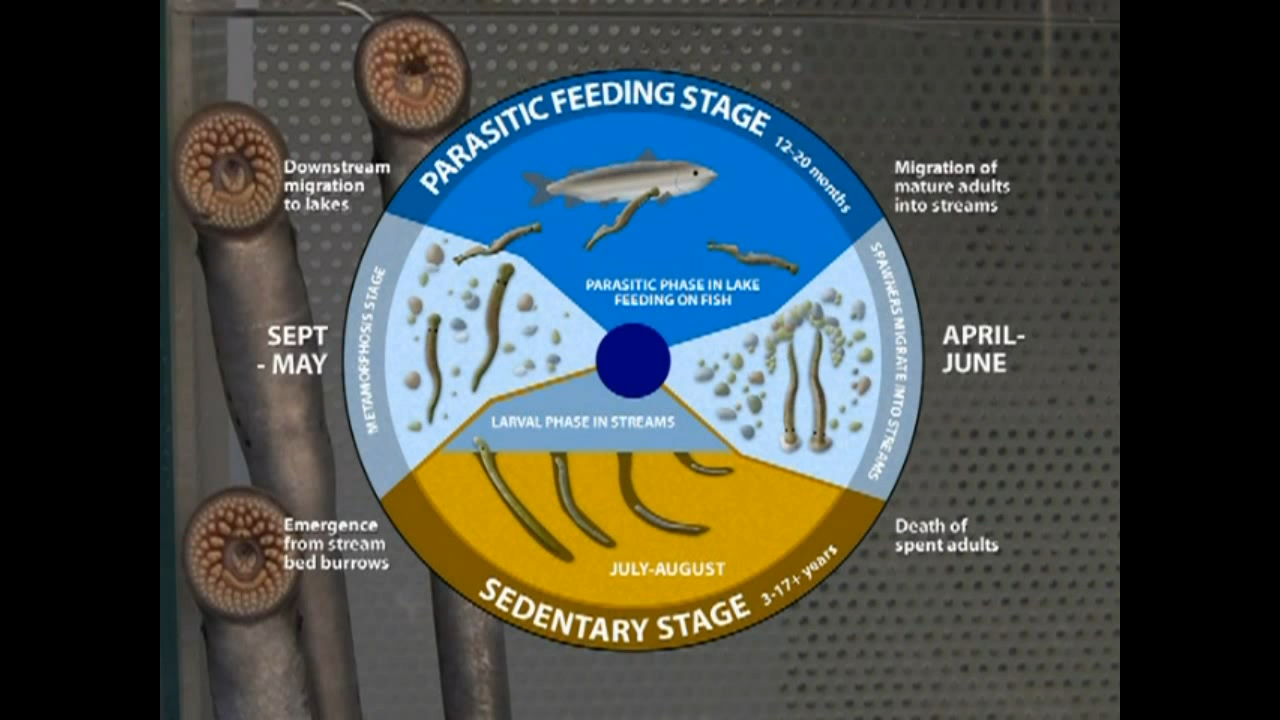 PARASITIC FEEDING STAGE
12-20 months
Downstream
migration
to lakes
Migration of
mature adults
into streams
PARASITIC PHASE IN LAKE
FEEDING ON FISH
METAMORPHOSIS STAGE
SPAWNERS MIGRATE INTO STREAMS
SEPT
- MAY
APRIL-
JUNE
LARVAL PHASE IN STREAMS
Emergence
from stream
bed burrows
Death of
spent adults
JULY-AUGUST
SEDENTARY STAGE
3-17+ years